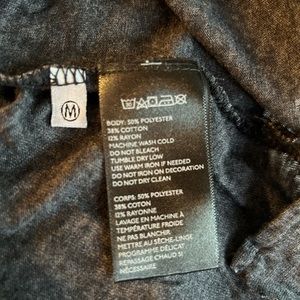 M
BODY: 50% POLYESTER
38% COTTON
12% RAYON
MACHINE WASH COLD
DO NOT BLEACH
TUMBLE DRY LOW
USE WARM IRON IF NEEDED
DO NOT IRON ON DECORATION
DO NOT DRY CLEAN
CORPS: 50% POLYESTER
38% COTON
12% RAYONNE
LAVAGE EN MACHINE À
TEMPÉRATURE FROIDE
NE PAS BLANCHIR
METTRE AU SÈCHE-LINGE
PROGRAMME DÉLICAT
REPASSAGE CHAUD SI
NÉCESSAIRE